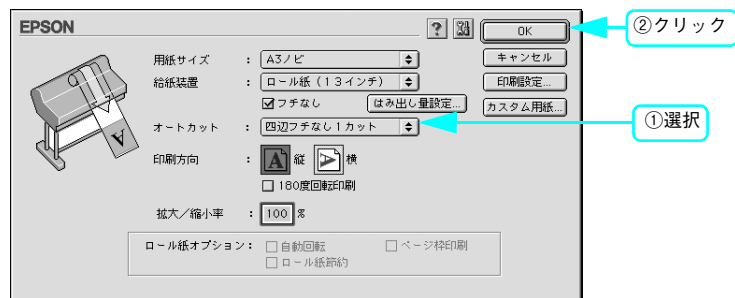 EPSON
? OK
②クリック
用紙サイズ : A3ノビ
キャンセル
給紙装置 : ロール紙（13インチ）
印刷設定...
フチなし はみ出し量設定...
カスタム用紙...
オートカット : 四辺フチなし1カット
①選択
印刷方向 : 縦 横
180度回転印刷
拡大／縮小率 : 100 %
ロール紙オプション： 自動回転 ページ枠印刷
ロール紙節約
A